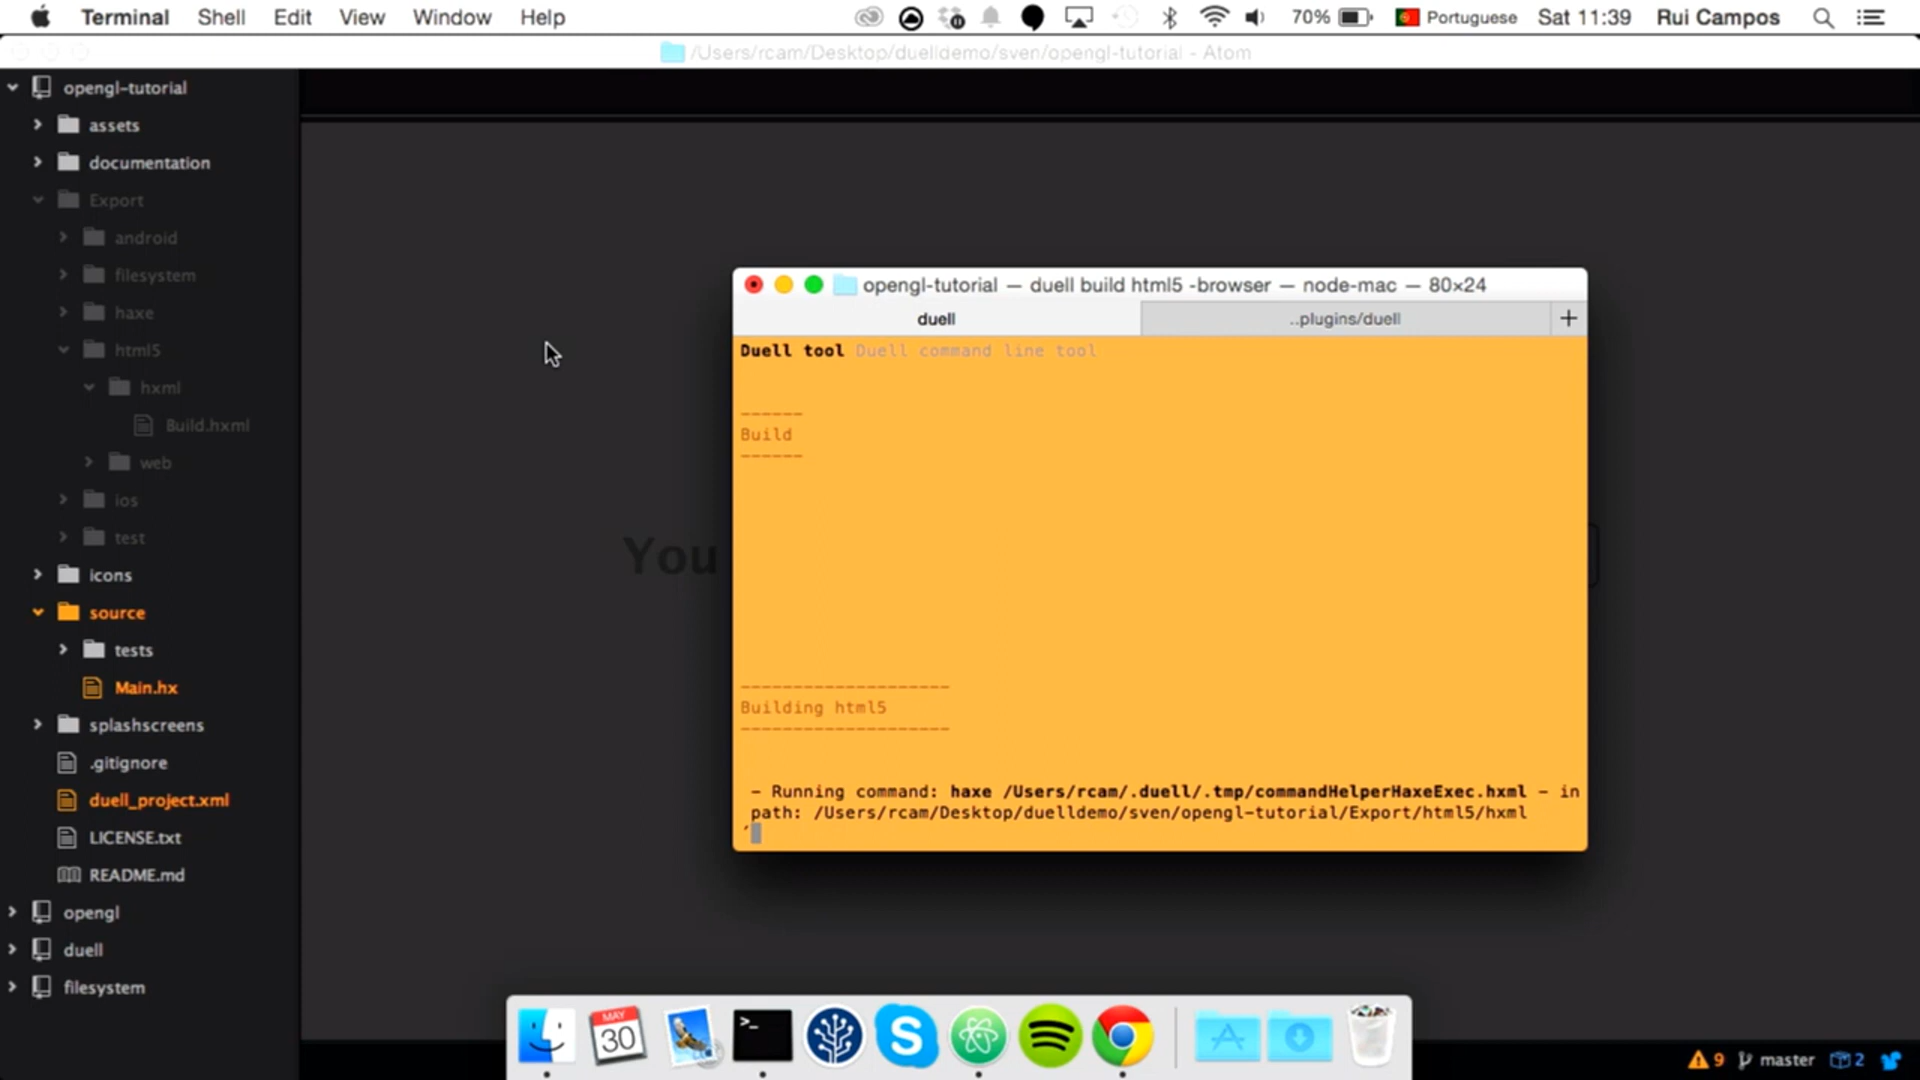 Terminal Shell Edit View Window Help 70% Portuguese Sat 11:39 Rui Campos
/Users/rcam/Desktop/duelldemo/sven/opengl-tutorial - Atom
opengl-tutorial
assets
documentation
Export
android
filesystem
haxe
html5
hxml
Build.hxml
web
ios
test
icons
source
tests
Main.hx
splashscreens
.gitignore
duell_project.xml
LICENSE.txt
README.md
opengl
duell
filesystem
You
opengl-tutorial — duell build html5 -browser — node-mac — 80×24
duell ..plugins/duell +
Duell tool Duell command line tool
------
Build
------
--------------------
Building html5
--------------------
- Running command: haxe /Users/rcam/.duell/.tmp/commandHelperHaxeExec.hxml - in
path: /Users/rcam/Desktop/duelldemo/sven/opengl-tutorial/Export/html5/hxml
MAY
30
9 master 2